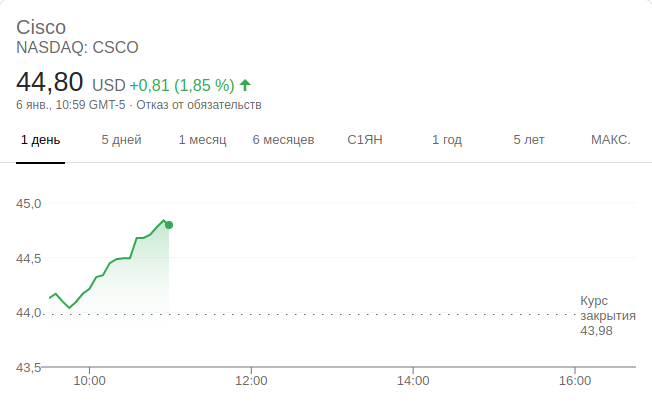 Cisco
NASDAQ: CSCO
44,80 USD +0,81 (1,85 %)
6 янв., 10:59 GMT-5 · Отказ от обязательств
1 день 5 дней 1 месяц 6 месяцев С1ЯН 1 год 5 лет МАКС.
45,0
44,5
44,0
43,5
Курс
закрытия
43,98
10:00 12:00 14:00 16:00